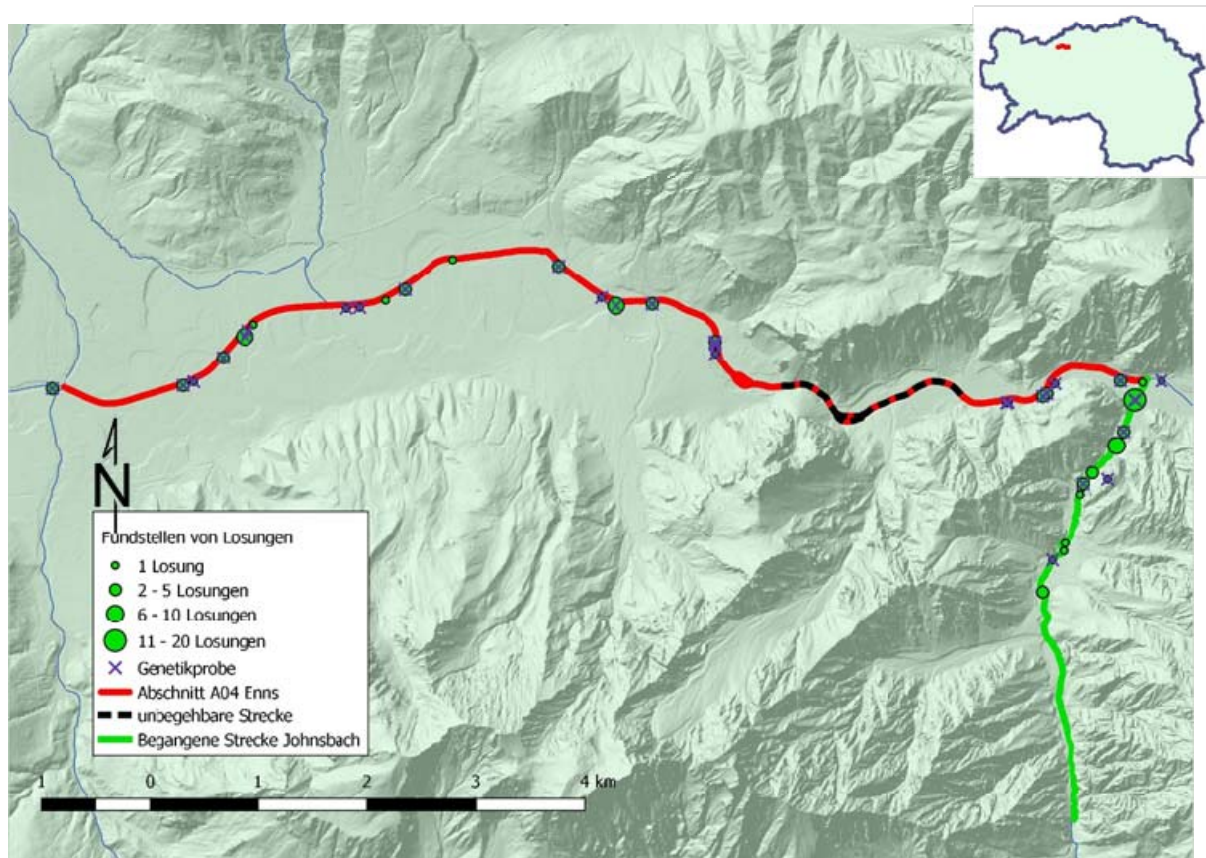 N
Fundstellen von Losungen
1 Losung
2 - 5 Losungen
6 - 10 Losungen
11 - 20 Losungen
Genetikprobe
Abschnitt A04 Enns
unbegehbare Strecke
Begangene Strecke Johnsbach
1 0 1 2 3 4 km